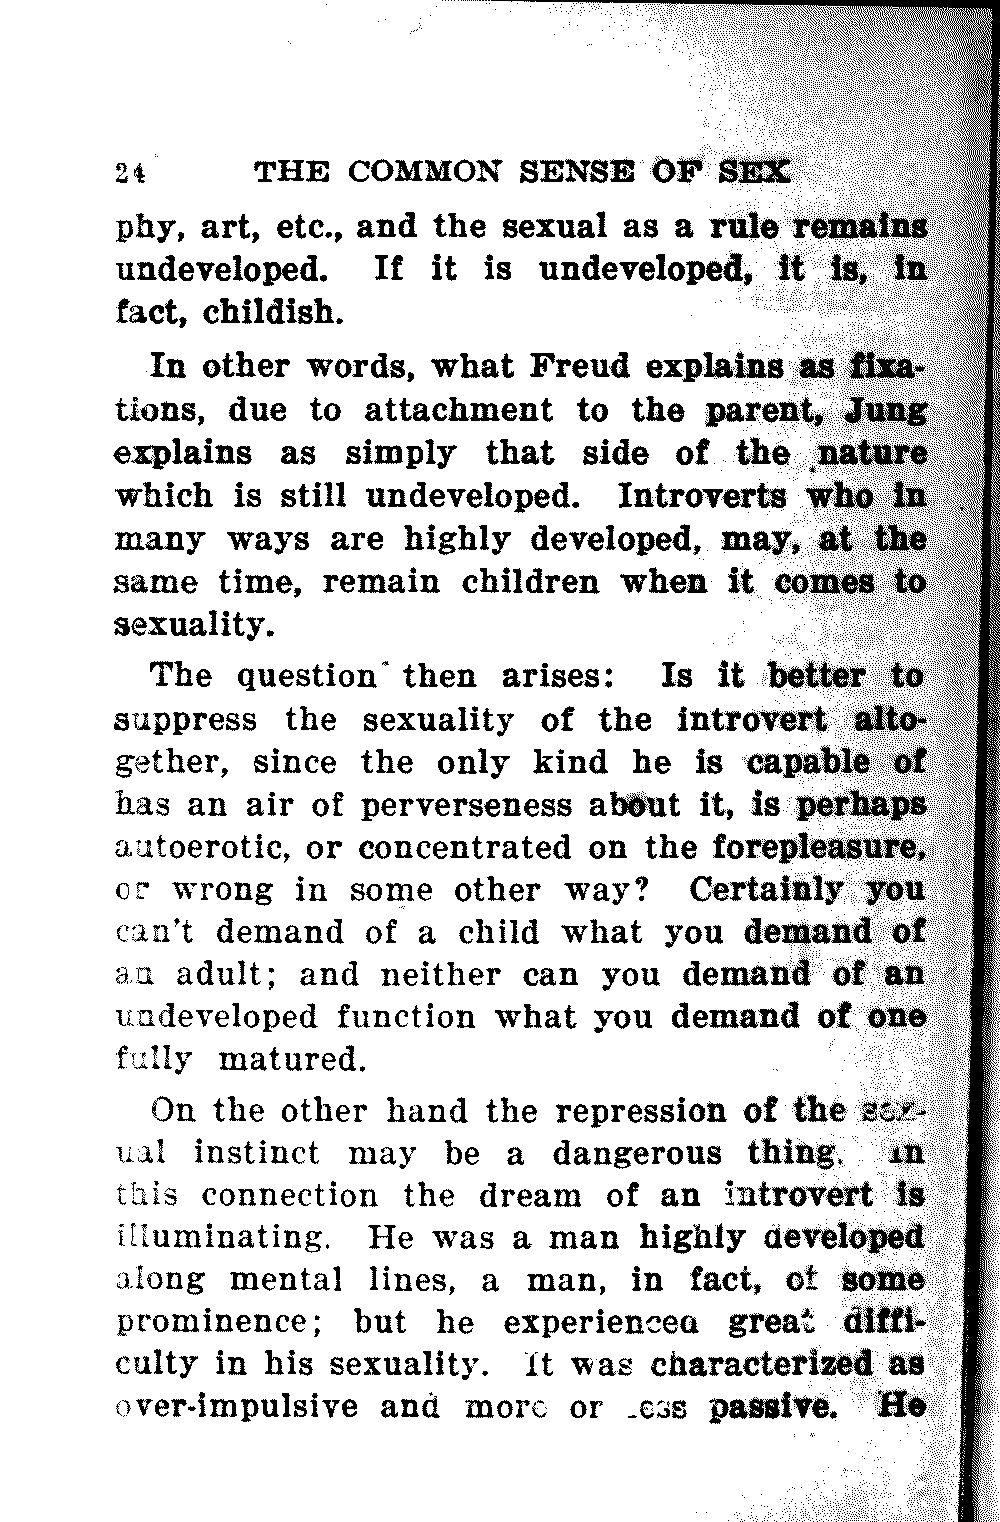 24 THE COMMON SENSE OF SEX
phy, art, etc., and the sexual as a rule remains
undeveloped. If it is undeveloped, it is, in
fact, childish.
In other words, what Freud explains as fixa-
tions, due to attachment to the parent, Jung
explains as simply that side of the nature
which is still undeveloped. Introverts who in
many ways are highly developed, may, at the
same time, remain children when it comes to
sexuality.
The question then arises: Is it better to
suppress the sexuality of the introvert alto-
gether, since the only kind he is capable of
has an air of perverseness about it, is perhaps
autoerotic, or concentrated on the forepleasure,
or wrong in some other way? Certainly you
can't demand of a child what you demand of
an adult; and neither can you demand of an
undeveloped function what you demand of one
fully matured.
On the other hand the repression of the sex-
ual instinct may be a dangerous thing. In
this connection the dream of an introvert is
illuminating. He was a man highly developed
along mental lines, a man, in fact, of some
prominence; but he experienced great diffi-
culty in his sexuality. It was characterized as
over-impulsive and more or less passive. He